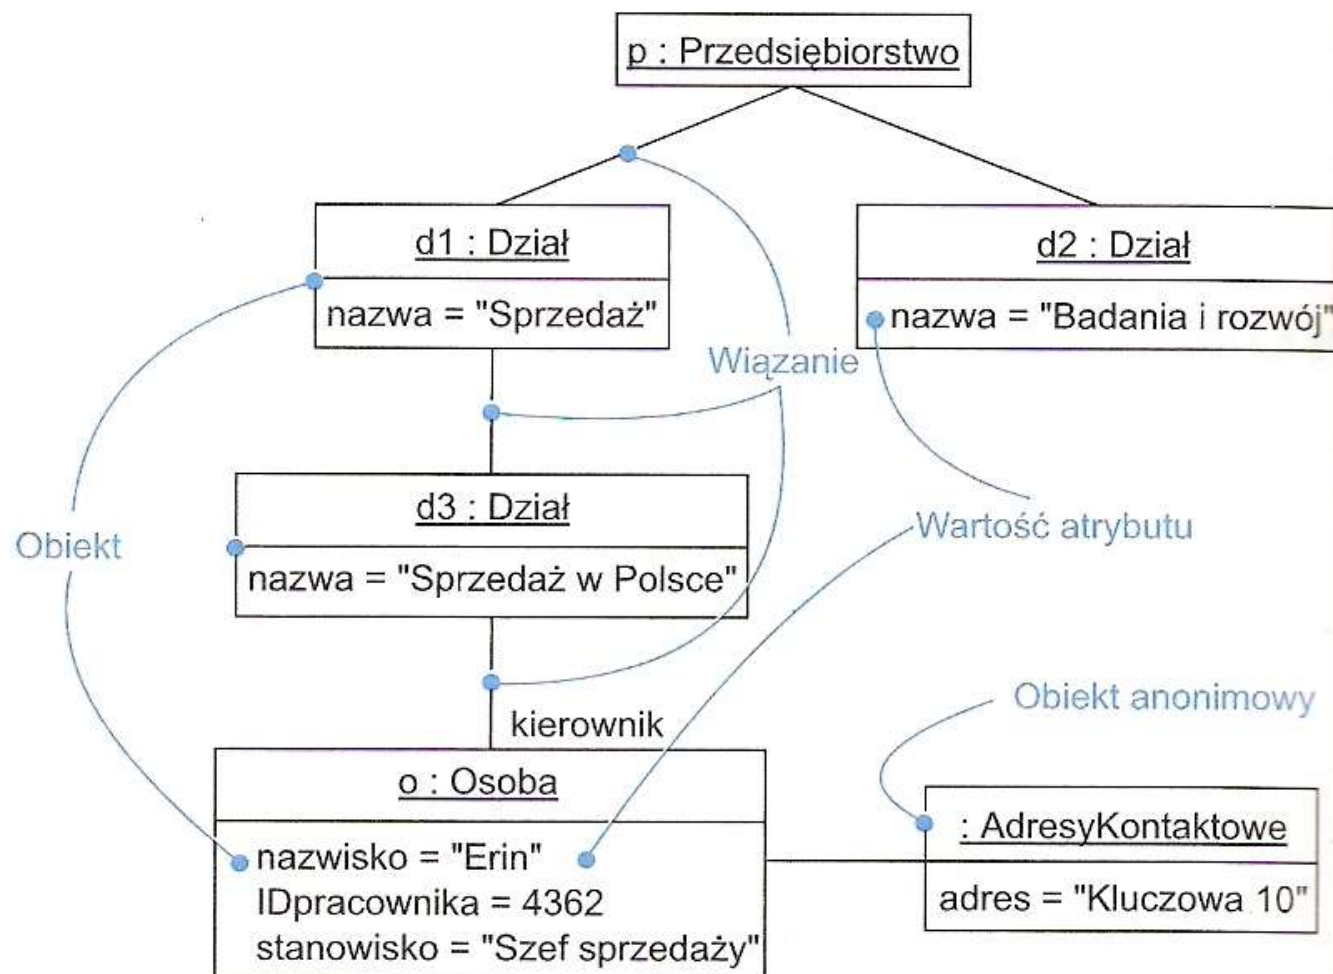 p : Przedsiębiorstwo
d1 : Dział
nazwa = "Sprzedaż"
d2 : Dział
nazwa = "Badania i rozwój"
Wiązanie
d3 : Dział
nazwa = "Sprzedaż w Polsce"
Obiekt
Wartość atrybutu
Obiekt anonimowy
kierownik
o : Osoba
nazwisko = "Erin"
IDpracownika = 4362
stanowisko = "Szef sprzedaży"
: AdresyKontaktowe
adres = "Kluczowa 10"